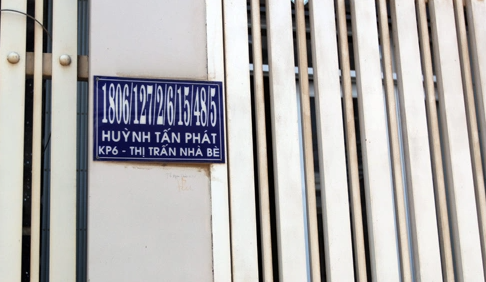 1806/127/2/6/15/48/5
HUỲNH TẤN PHÁT
KP6 - THỊ TRẤN NHÀ BÈ